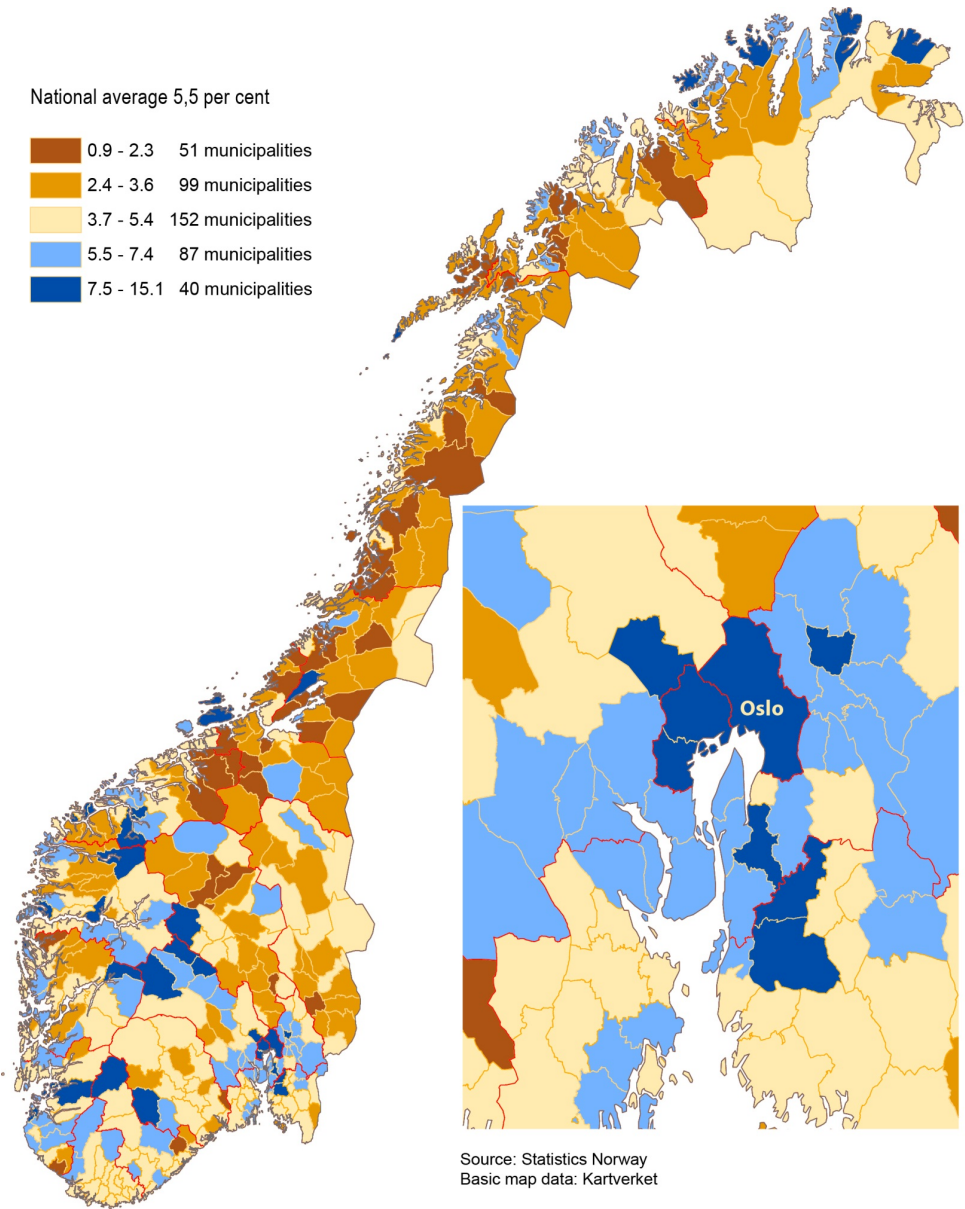 National average 5,5 per cent
0.9 - 2.3 51 municipalities
2.4 - 3.6 99 municipalities
3.7 - 5.4 152 municipalities
5.5 - 7.4 87 municipalities
7.5 - 15.1 40 municipalities
Oslo
Source: Statistics Norway
Basic map data: Kartverket